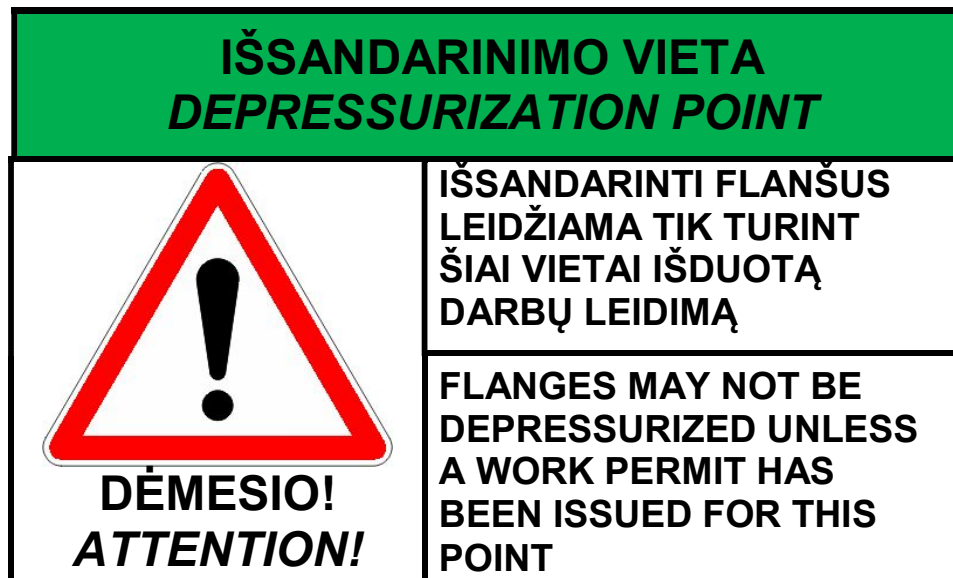 IŠSANDARINIMO VIETA
DEPRESSURIZATION POINT
DĖMESIO!
ATTENTION!
IŠSANDARINTI FLANŠUS
LEIDŽIAMA TIK TURINT
ŠIAI VIETAI IŠDUOTĄ
DARBŲ LEIDIMĄ
FLANGES MAY NOT BE
DEPRESSURIZED UNLESS
A WORK PERMIT HAS
BEEN ISSUED FOR THIS
POINT